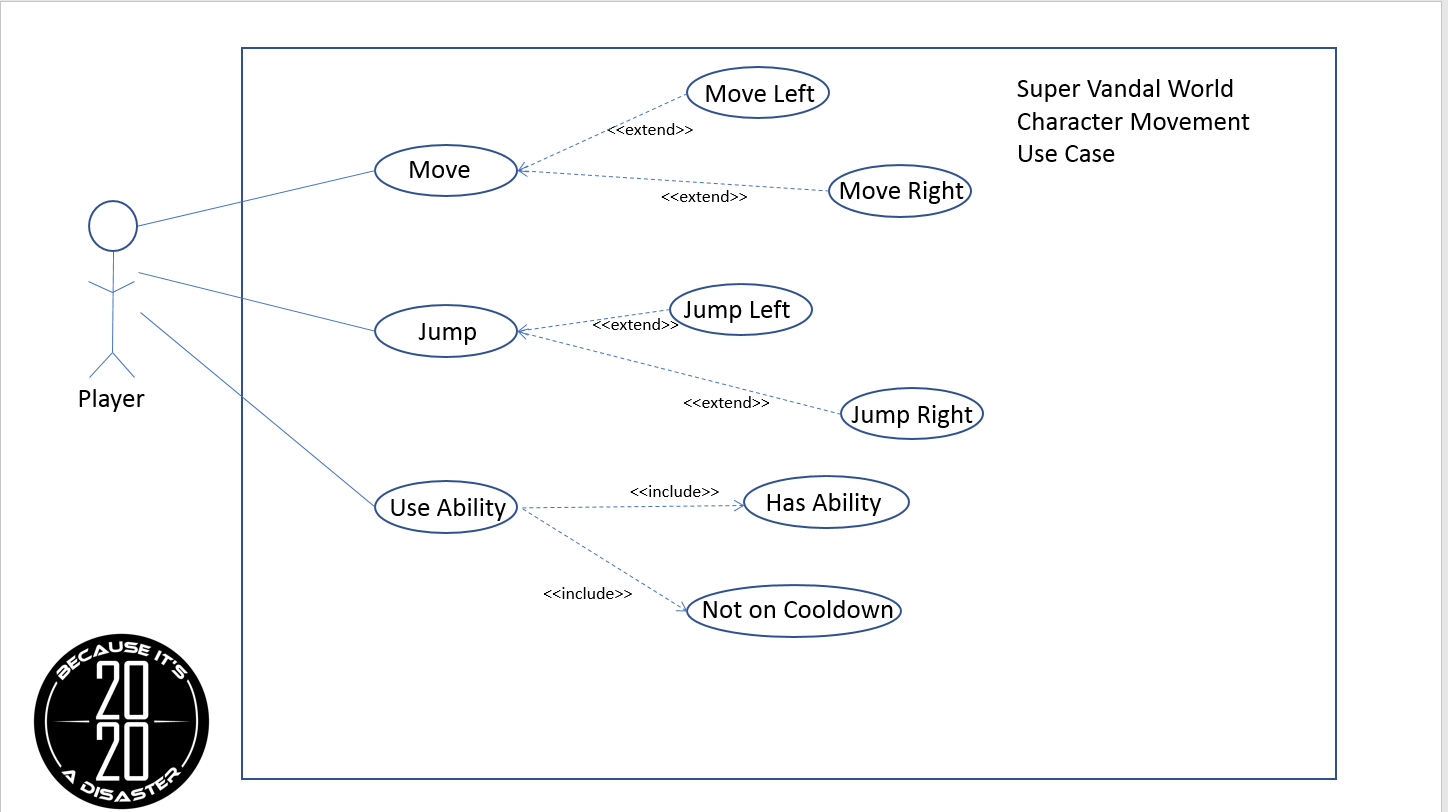 Super Vandal World
Character Movement
Use Case
Move Left
<<extend>>
Move
Move Right
<<extend>>
Jump Left
<<extend>>
Jump
Player
<<extend>>
Jump Right
<<include>>
Has Ability
Use Ability
<<include>>
Not on Cooldown
BECAUSE IT'S
20
20
A DISASTER